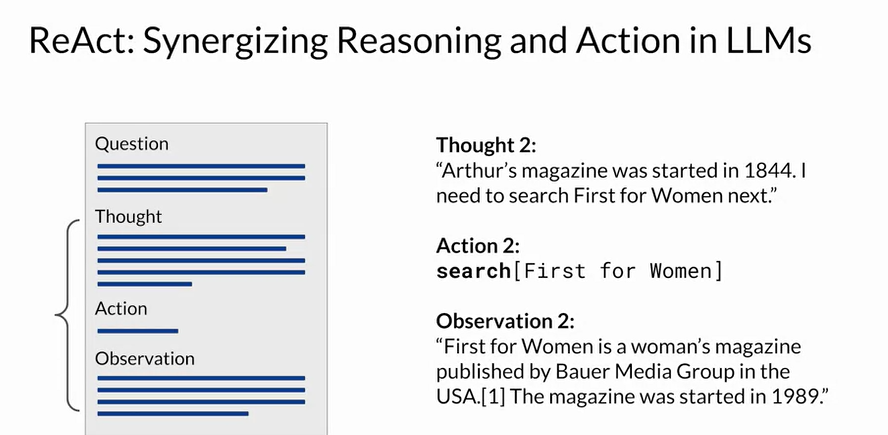 ReAct: Synergizing Reasoning and Action in LLMs
Question
Thought
Action
Observation
Thought 2:
“Arthur’s magazine was started in 1844. I
need to search First for Women next.”
Action 2:
search[First for Women]
Observation 2:
“First for Women is a woman’s magazine
published by Bauer Media Group in the
USA.[1] The magazine was started in 1989.”